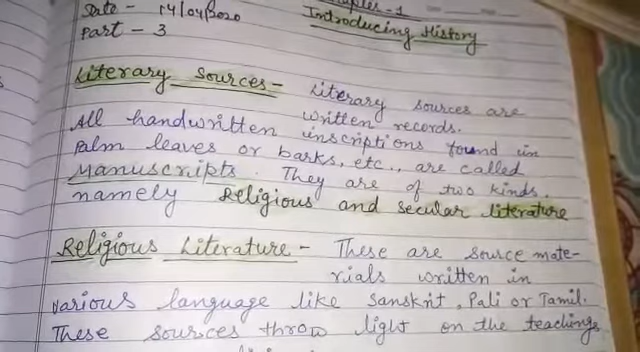 Date - 14/04/2020
Chapter-1
Introducing History
Part - 3
Literary Sources - Literary sources are
written records.
All handwritten inscriptions found in
Palm leaves or barks, etc., are called
Manuscripts. They are of two kinds.
namely Religious and secular literature
Religious Literature - These are source mate-
rials written in
various language like Sanskrit, Pali or Tamil.
These sources throw light on the teachings